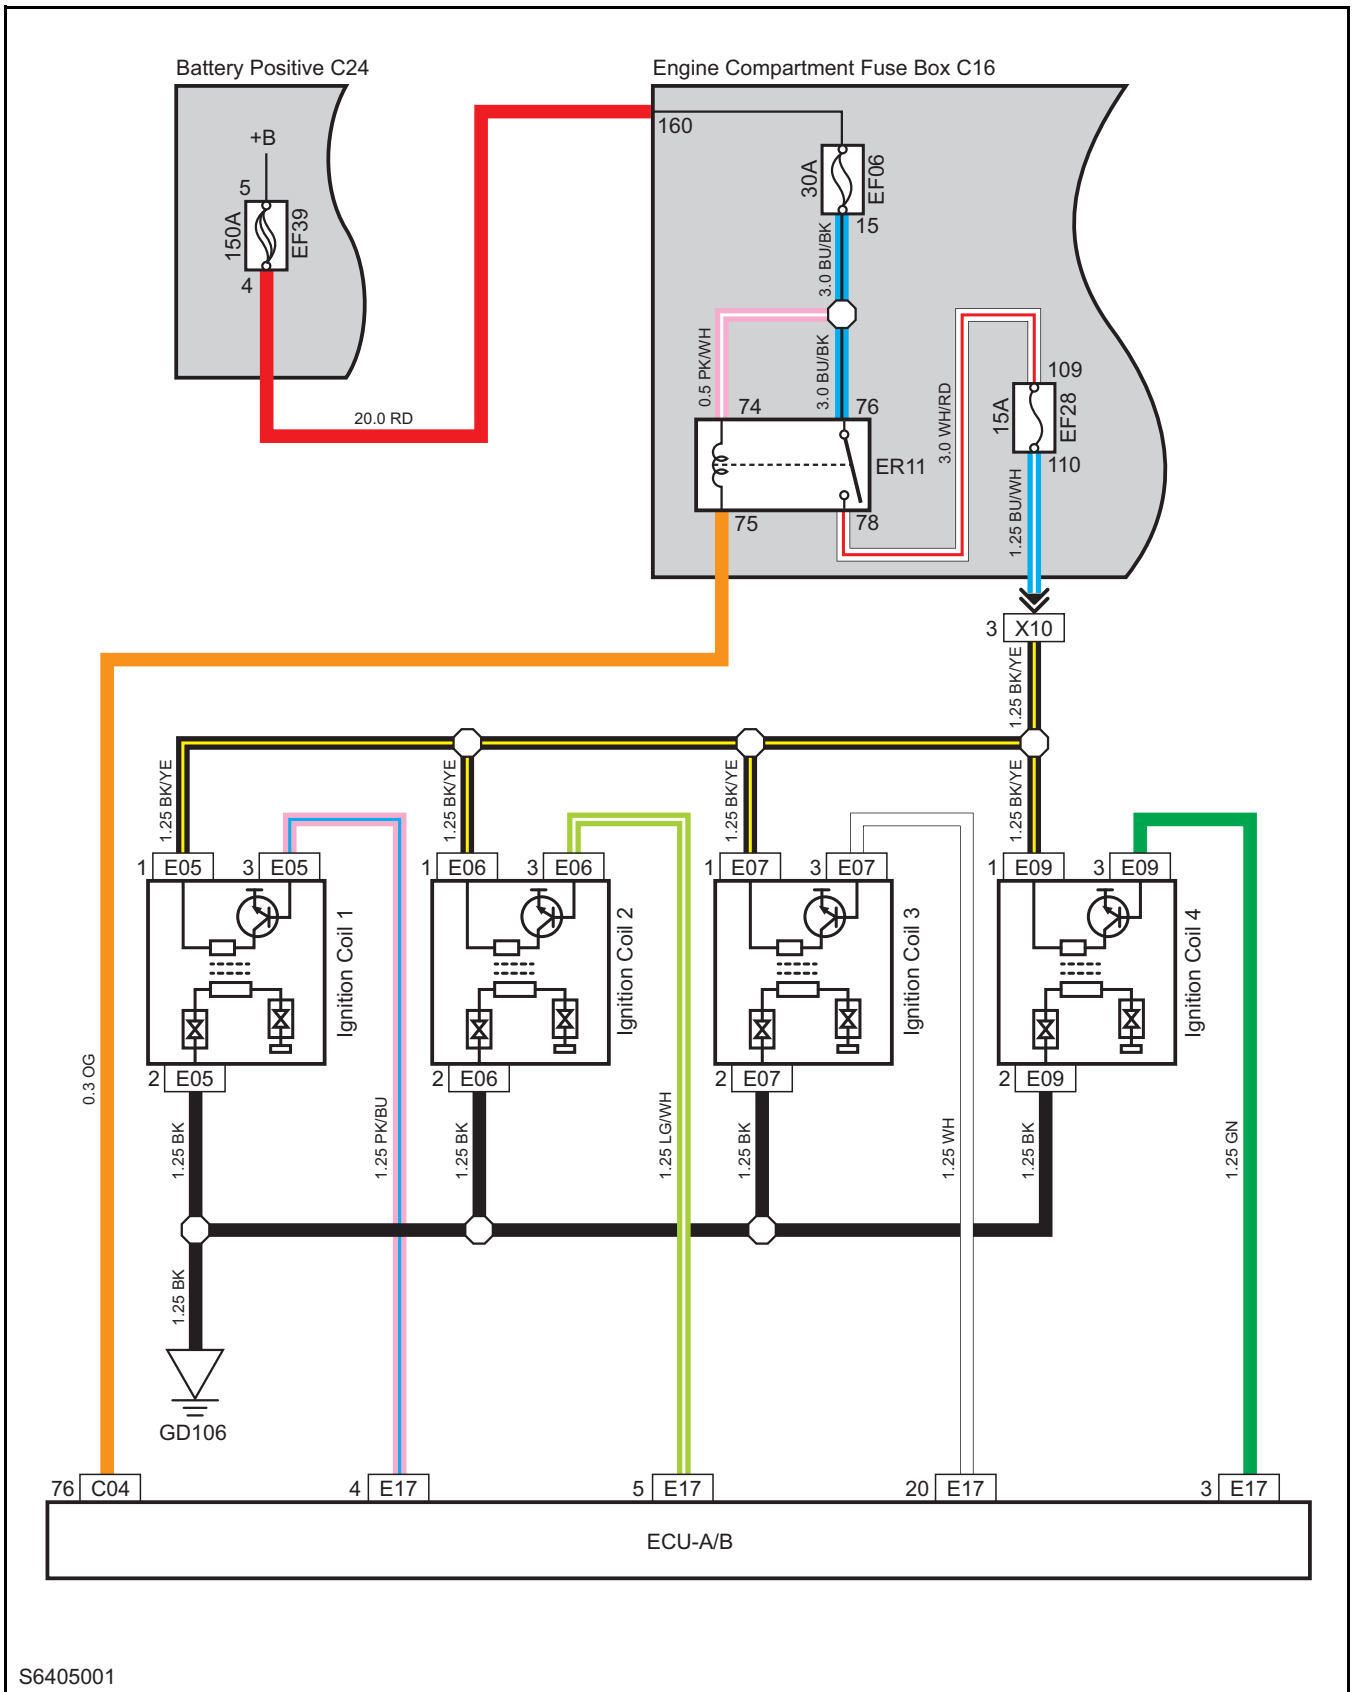 Battery Positive C24
Engine Compartment Fuse Box C16
+B
5
150A
EF39
4
20.0 RD
160
30A
EF06
15
3.0 BU/BK
0.5 PK/WH
3.0 BU/BK
74
76
ER11
75
78
3.0 WH/RD
109
15A
EF28
110
1.25 BU/WH
3 X10
1.25 BK/YE
1.25 BK/YE
1.25 BK/YE
1.25 BK/YE
1.25 BK/YE
1 E05
3 E05
1 E06
3 E06
1 E07
3 E07
1 E09
3 E09
Ignition Coil 1
Ignition Coil 2
Ignition Coil 3
Ignition Coil 4
2 E05
2 E06
2 E07
2 E09
0.3 OG
1.25 BK
1.25 PK/BU
1.25 BK
1.25 LG/WH
1.25 BK
1.25 WH
1.25 BK
1.25 GN
1.25 BK
GD106
76 C04
4 E17
5 E17
20 E17
3 E17
ECU-A/B
S6405001